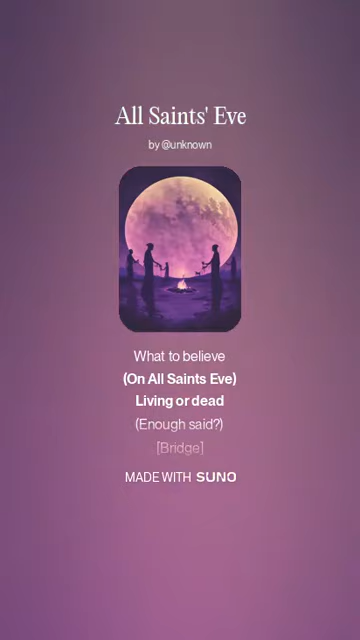 All Saints' Eve
by @unknown
What to believe
(On All Saints Eve)
Living or dead
(Enough said?)
[Bridge]
MADE WITH SUNO